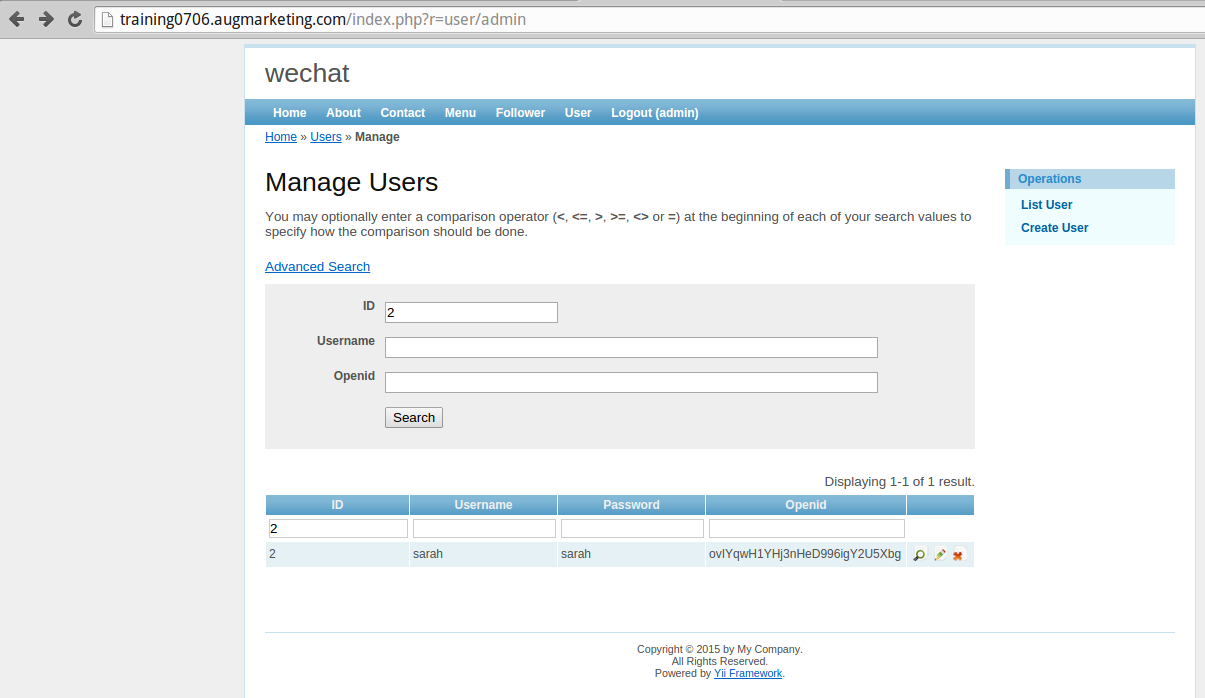 training0706.augmarketing.com/index.php?r=user/admin
wechat
Home About Contact Menu Follower User Logout (admin)
Home » Users » Manage
Manage Users
Operations
List User
Create User
You may optionally enter a comparison operator (<, <=, >, >=, <> or =) at the beginning of each of your search values to
specify how the comparison should be done.
Advanced Search
ID 2
Username
Openid
Search
Displaying 1-1 of 1 result.
ID Username Password Openid
2
2 sarah sarah ovIYqwH1YHj3nHeD996igY2U5Xbg
Copyright © 2015 by My Company.
All Rights Reserved.
Powered by Yii Framework.